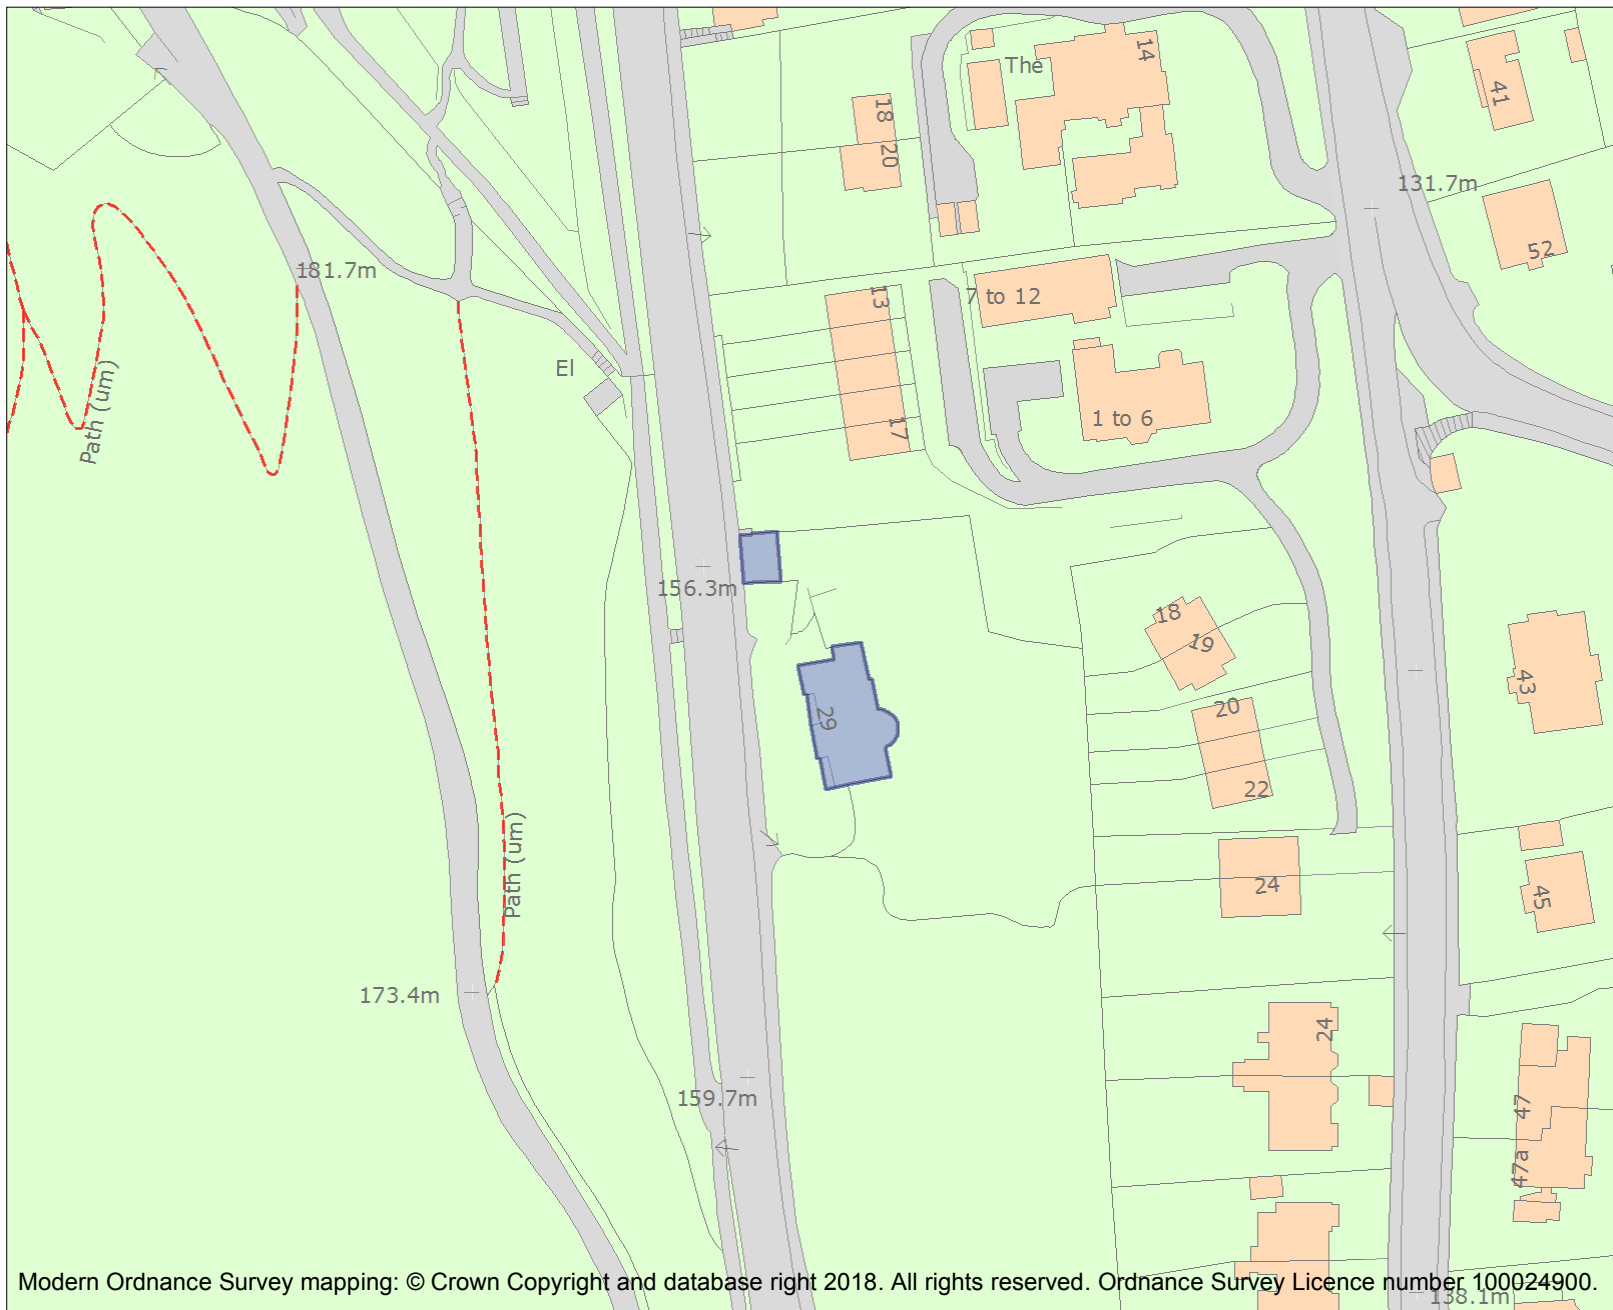 The
14
41
18
20
131.7m
52
181.7m
13
7 to 12
El
Path (um)
17
1 to 6
156.3m
18
19
43
29
20
22
Path (um)
24
45
173.4m
24
159.7m
47
47a
Modern Ordnance Survey mapping: © Crown Copyright and database right 2018. All rights reserved. Ordnance Survey Licence number 100024900.
138.1m